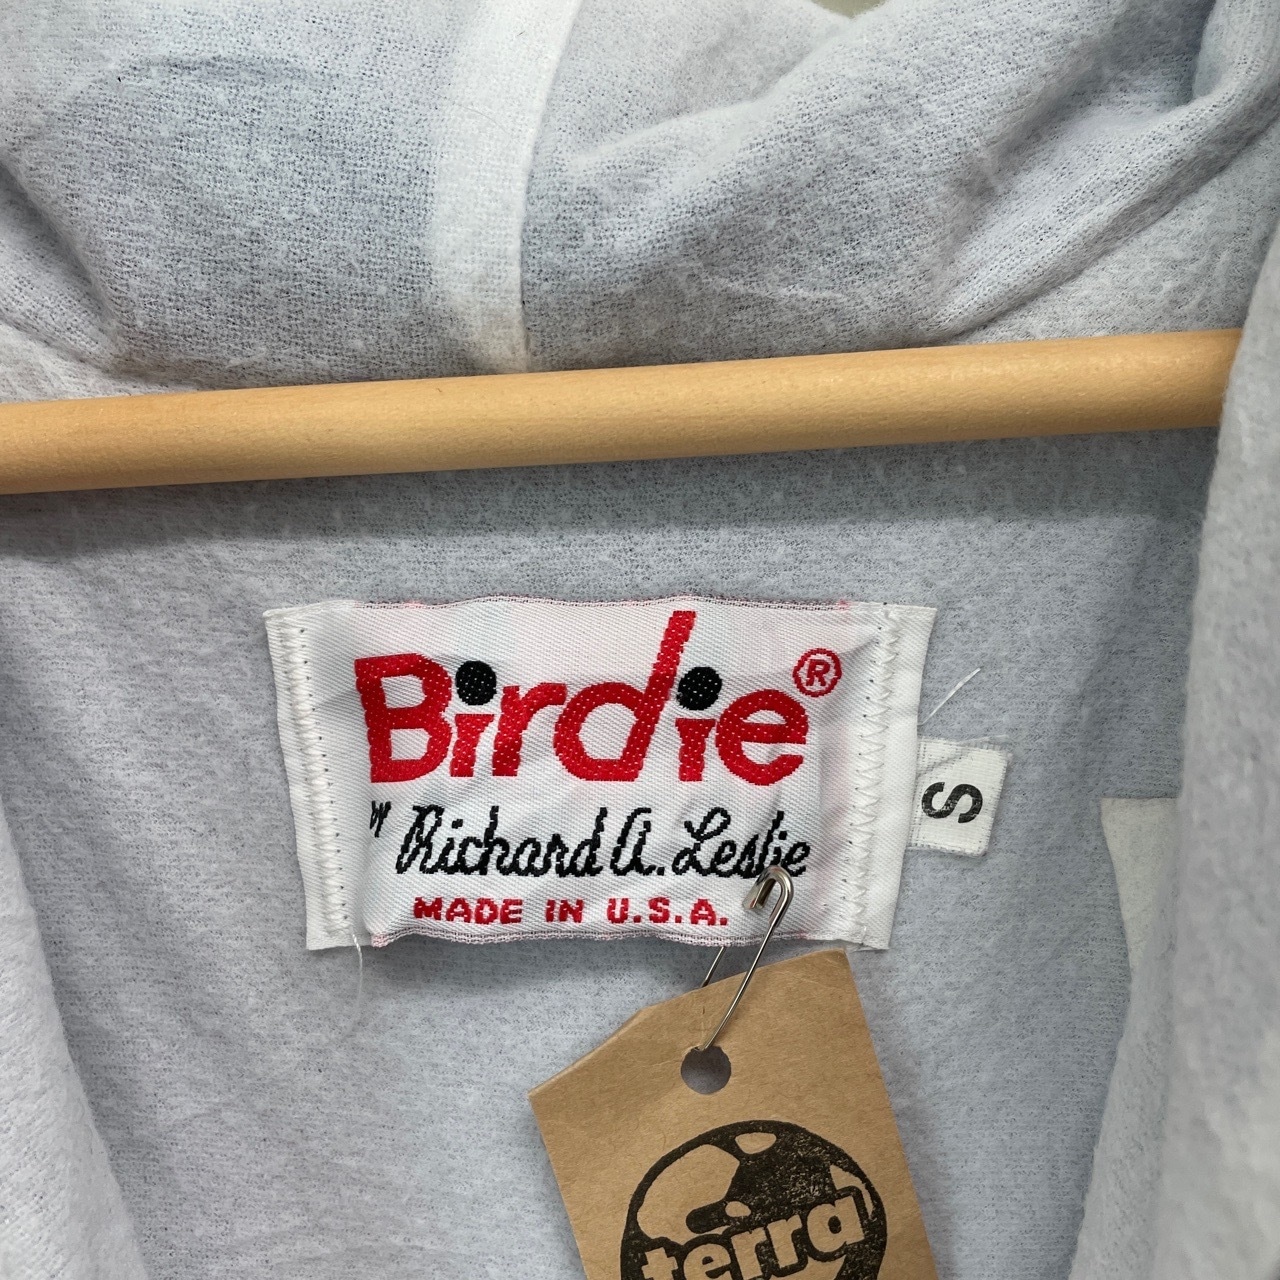 Birdie®
BY Richard A. Leslie
MADE IN U.S.A.
S
terra